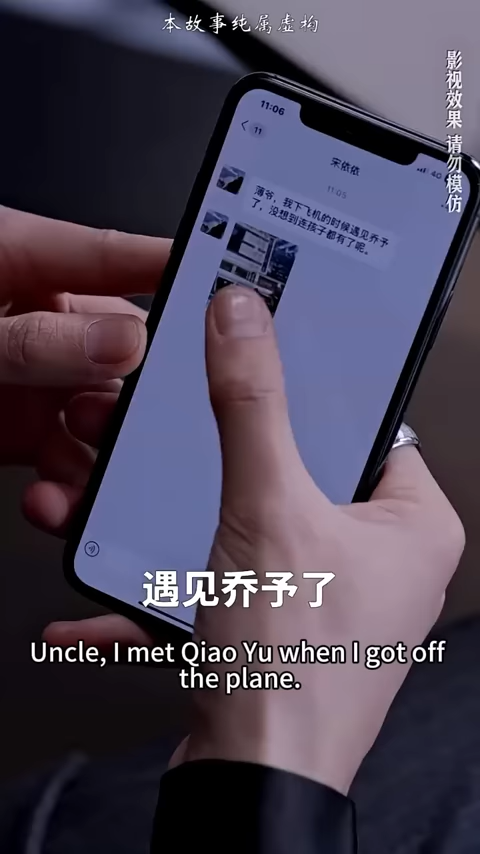 本故事纯属虚构
影视效果 请勿模仿
11:06
11
4G
宋依依
11:05
薄爷，我下飞机的时候遇见乔予
了，没想到连孩子都有了呢。
遇见乔予了
Uncle, I met Qiao Yu when I got off
the plane.